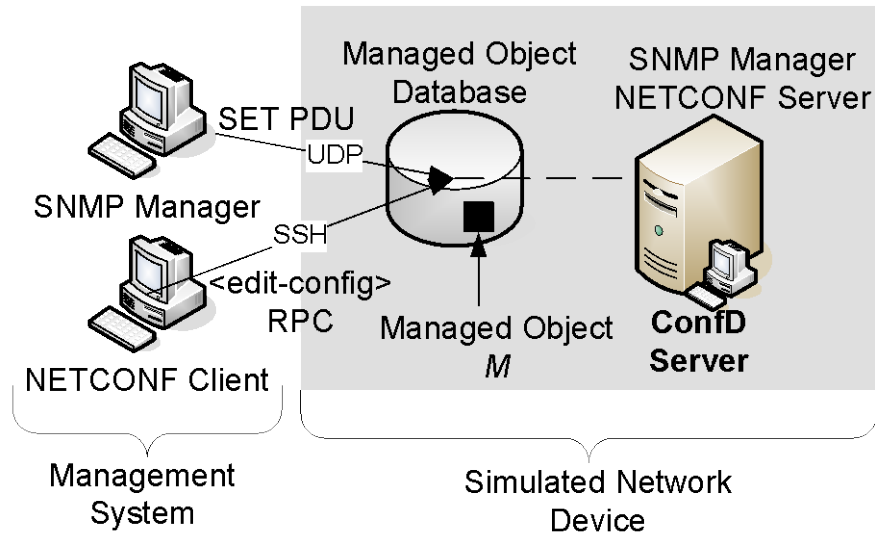 Managed Object
Database
SNMP Manager
NETCONF Server
SET PDU
UDP
SNMP Manager
SSH
<edit-config>
RPC
NETCONF Client
Managed Object
M
ConfD
Server
Management
System
Simulated Network
Device